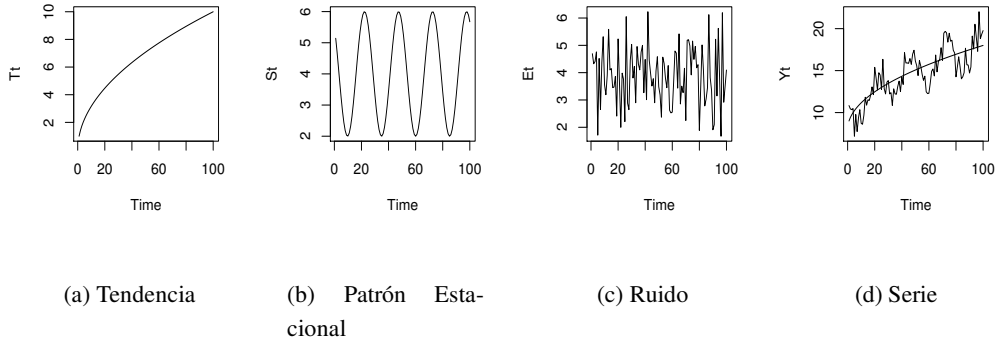 Tt
2 4 6 8 10
0 20 60 100
Time
(a) Tendencia
St
2 3 4 5 6
0 20 60 100
Time
(b) Patrón Esta-
cional
Et
2 3 4 5 6
0 20 60 100
Time
(c) Ruido
Yt
10 15 20
0 20 60 100
Time
(d) Serie